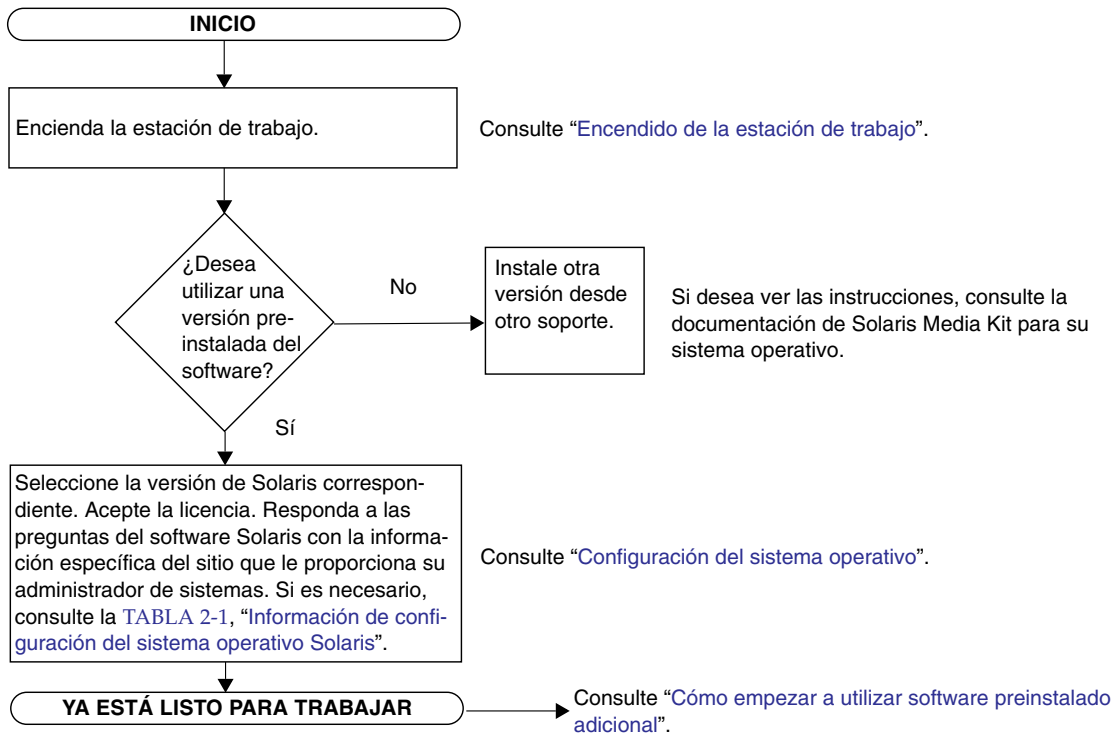 INICIO
Encienda la estación de trabajo.
Consulte “Encendido de la estación de trabajo”.
¿Desea
utilizar una
versión pre-
instalada del
software?
No
Instale otra
versión desde
otro soporte.
Si desea ver las instrucciones, consulte la
documentación de Solaris Media Kit para su
sistema operativo.
Sí
Seleccione la versión de Solaris correspon-
diente. Acepte la licencia. Responda a las
preguntas del software Solaris con la informa-
ción específica del sitio que le proporciona su
administrador de sistemas. Si es necesario,
consulte la TABLA 2-1, “Información de confi-
guración del sistema operativo Solaris”.
Consulte “Configuración del sistema operativo”.
YA ESTÁ LISTO PARA TRABAJAR
Consulte “Cómo empezar a utilizar software preinstalado
adicional”.